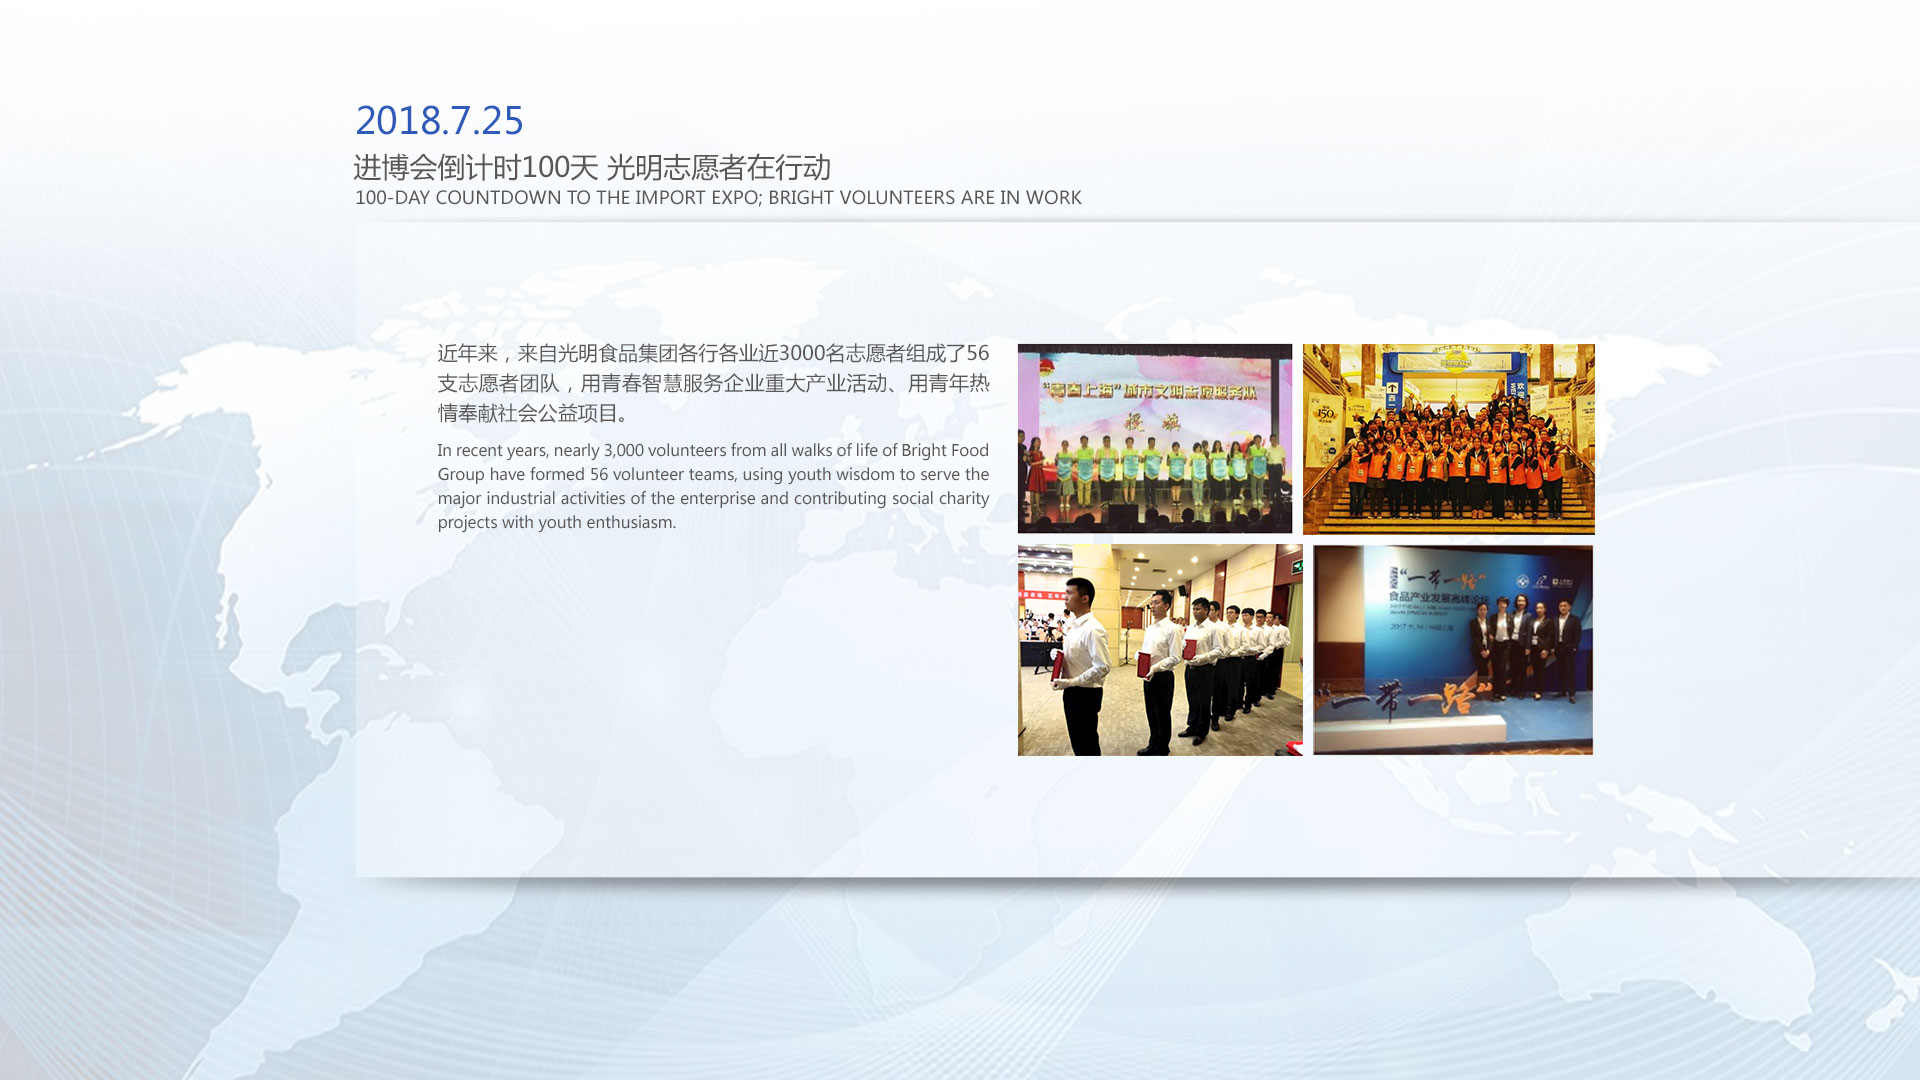 2018.7.25
进博会倒计时100天 光明志愿者在行动
100-DAY COUNTDOWN TO THE IMPORT EXPO; BRIGHT VOLUNTEERS ARE IN WORK
近年来，来自光明食品集团各行各业近3000名志愿者组成了56
支志愿者团队，用青春智慧服务企业重大产业活动、用青年热
情奉献社会公益项目。
In recent years, nearly 3,000 volunteers from all walks of life of Bright Food
Group have formed 56 volunteer teams, using youth wisdom to serve the
major industrial activities of the enterprise and contributing social charity
projects with youth enthusiasm.
“青春上海”城市文明志愿服务队
授旗
150
西
欢迎
“一带一路”
食品产业发展高峰论坛
“一带一路”